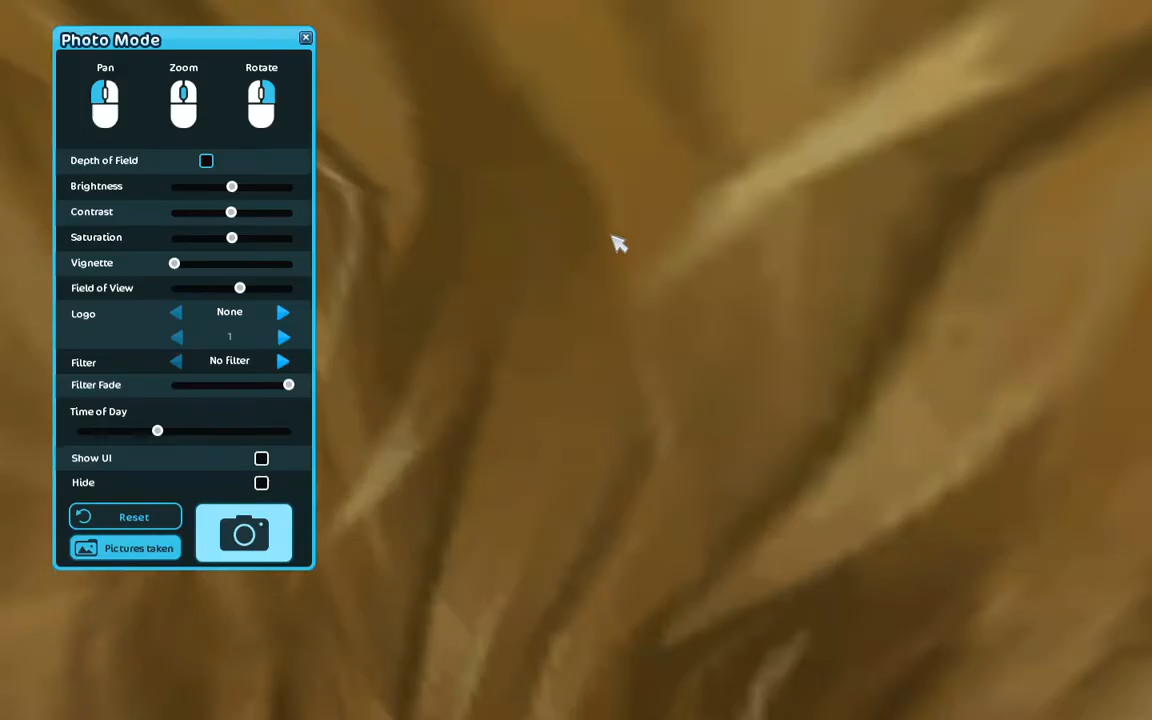 Photo Mode
Pan Zoom Rotate
Depth of Field
Brightness
Contrast
Saturation
Vignette
Field of View
Logo None
1
Filter No filter
Filter Fade
Time of Day
Show UI
Hide
Reset
Pictures taken